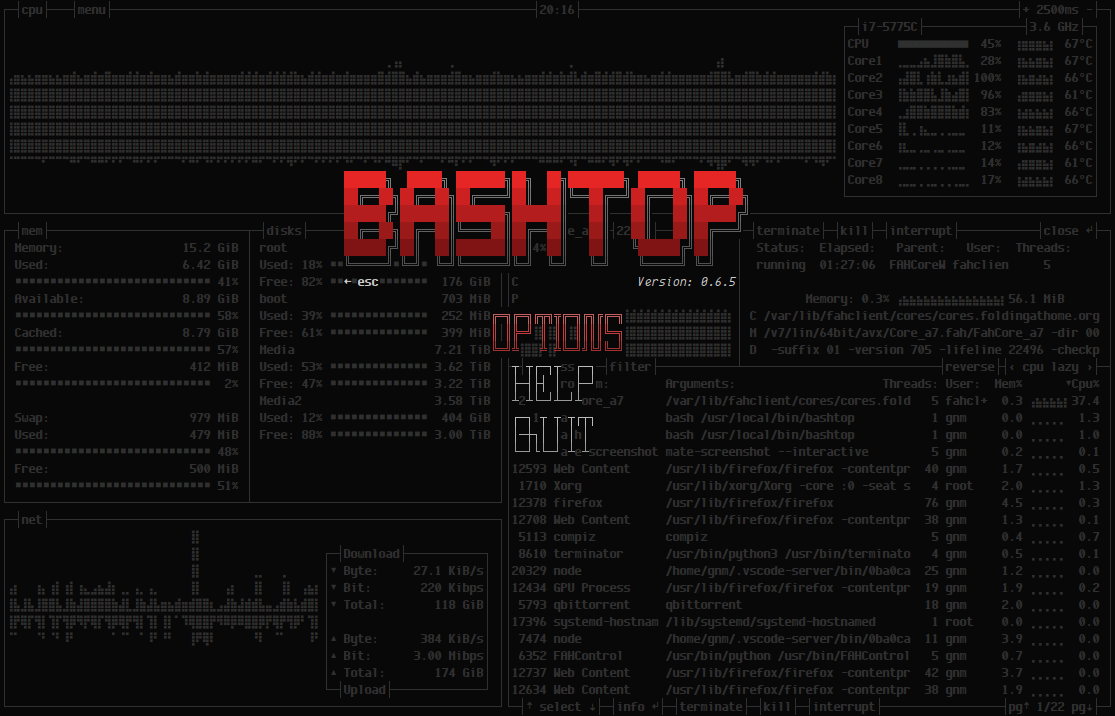 cpu menu 20:16 + 2500ms -
i7-5775C 3.6 GHz
CPU 45% 67°C
Core1 28% 67°C
Core2 100% 66°C
Core3 96% 61°C
Core4 83% 66°C
Core5 11% 67°C
Core6 12% 66°C
Core7 14% 61°C
Core8 17% 66°C
BASHTOP
← esc Version: 0.6.5
OPTIONS
HELP
QUIT
mem
Memory: 15.2 GiB
Used: 6.42 GiB
41%
Available: 8.89 GiB
58%
Cached: 8.79 GiB
57%
Free: 412 MiB
2%
Swap: 979 MiB
Used: 479 MiB
48%
Free: 500 MiB
51%
disks
root
Used: 18%
Free: 82% 176 GiB
boot 703 MiB
Used: 39% 252 MiB
Free: 61% 399 MiB
Media 7.21 TiB
Used: 53% 3.62 TiB
Free: 47% 3.22 TiB
Media2 3.58 TiB
Used: 12% 404 GiB
Free: 88% 3.00 TiB
net
Download
▼ Byte: 27.1 KiB/s
▼ Bit: 220 Kibps
▼ Total: 118 GiB
▲ Byte: 384 KiB/s
▲ Bit: 3.00 Mibps
▲ Total: 174 GiB
Upload
e_a 22 terminate kill interrupt close ↲
4% Status: Elapsed: Parent: User: Threads:
running 01:27:06 FAHCoreW fahclien 5
C
P Memory: 0.3% 56.1 MiB
C /var/lib/fahclient/cores/cores.foldingathome.org
M /v7/lin/64bit/avx/Core_a7.fah/FahCore_a7 -dir 00
D -suffix 01 -version 705 -lifeline 22496 -checkp
ss filter reverse ‹ cpu lazy ›
ro m: Arguments: Threads: User: Mem% ▼Cpu%
2 ore_a7 /var/lib/fahclient/cores/cores.fold 5 fahcl+ 0.3 37.4
1 a bash /usr/local/bin/bashtop 1 gnm 0.0 1.3
a h bash /usr/local/bin/bashtop 5 gnm 0.0 1.0
a e-screenshot mate-screenshot --interactive 5 gnm 0.2 0.1
12593 Web Content /usr/lib/firefox/firefox -contentpr 40 gnm 1.7 0.5
1710 Xorg /usr/lib/xorg/Xorg -core :0 -seat s 4 root 2.0 1.3
12378 firefox /usr/lib/firefox/firefox 76 gnm 4.5 0.3
12708 Web Content /usr/lib/firefox/firefox -contentpr 38 gnm 1.3 0.1
5113 compiz compiz 5 gnm 0.4 0.7
8610 terminator /usr/bin/python3 /usr/bin/terminato 4 gnm 0.5 0.1
20329 node /home/gnm/.vscode-server/bin/0ba0ca 25 gnm 1.2 0.0
12434 GPU Process /usr/lib/firefox/firefox -contentpr 19 gnm 1.9 0.2
5793 qbittorrent qbittorrent 18 gnm 2.0 0.0
17396 systemd-hostnam /lib/systemd/systemd-hostnamed 1 root 0.0 0.0
7474 node /home/gnm/.vscode-server/bin/0ba0ca 11 gnm 3.9 0.0
6352 FAHControl /usr/bin/python /usr/bin/FAHControl 5 gnm 0.7 0.0
12737 Web Content /usr/lib/firefox/firefox -contentpr 42 gnm 3.7 0.0
12634 Web Content /usr/lib/firefox/firefox -contentpr 38 gnm 1.9 0.0
↑ select ↓ info ↲ terminate kill interrupt pg↑ 1/22 pg↓